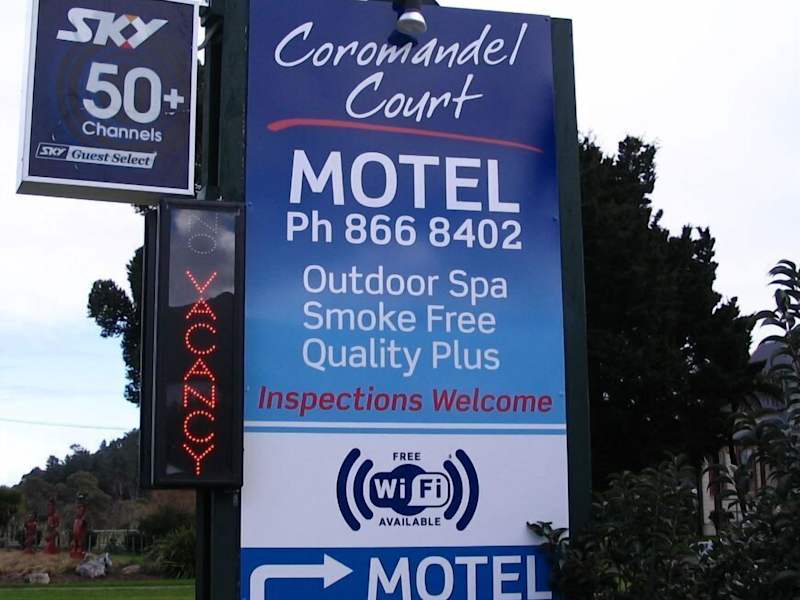 SKY
50+
Channels
SKY Guest Select
NO
VACANCY
Coromandel
Court
MOTEL
Ph 866 8402
Outdoor Spa
Smoke Free
Quality Plus
Inspections Welcome
FREE
WiFi
AVAILABLE
MOTEL